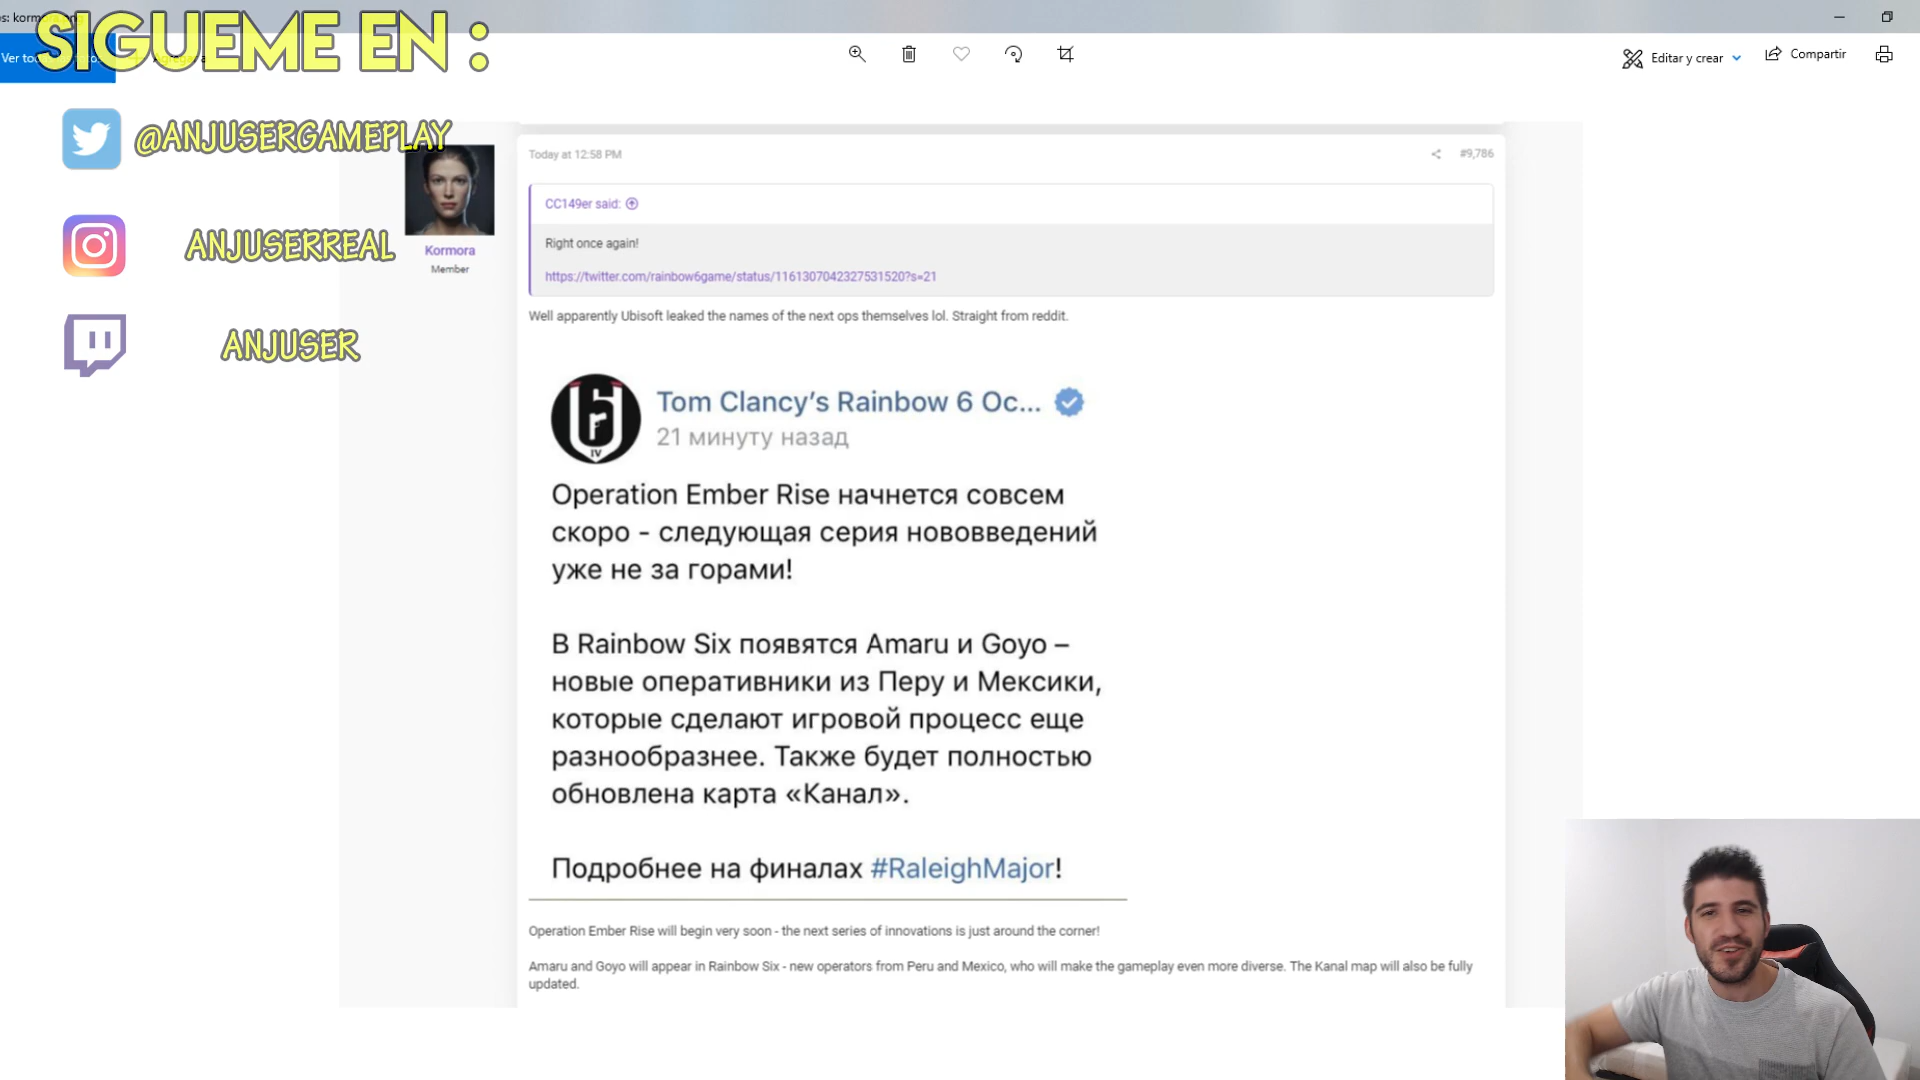 SIGUEME EN :
Editar y crear
Compartir
@ANJUSERGAMEPLAY
ANJUSERREAL
ANJUSER
Kormora
Member
Today at 12:58 PM
#9,786
CC149er said:
Right once again!
https://twitter.com/rainbow6game/status/1161307042327531520?s=21
Well apparently Ubisoft leaked the names of the next ops themselves lol. Straight from reddit.
IV
Tom Clancy's Rainbow 6 Ос...
21 минуту назад
Operation Ember Rise начнется совсем
скоро - следующая серия нововведений
уже не за горами!
В Rainbow Six появятся Amaru и Goyo –
новые оперативники из Перу и Мексики,
которые сделают игровой процесс еще
разнообразнее. Также будет полностью
обновлена карта «Канал».
Подробнее на финалах #RaleighMajor!
Operation Ember Rise will begin very soon - the next series of innovations is just around the corner!
Amaru and Goyo will appear in Rainbow Six - new operators from Peru and Mexico, who will make the gameplay even more diverse. The Kanal map will also be fully
updated.